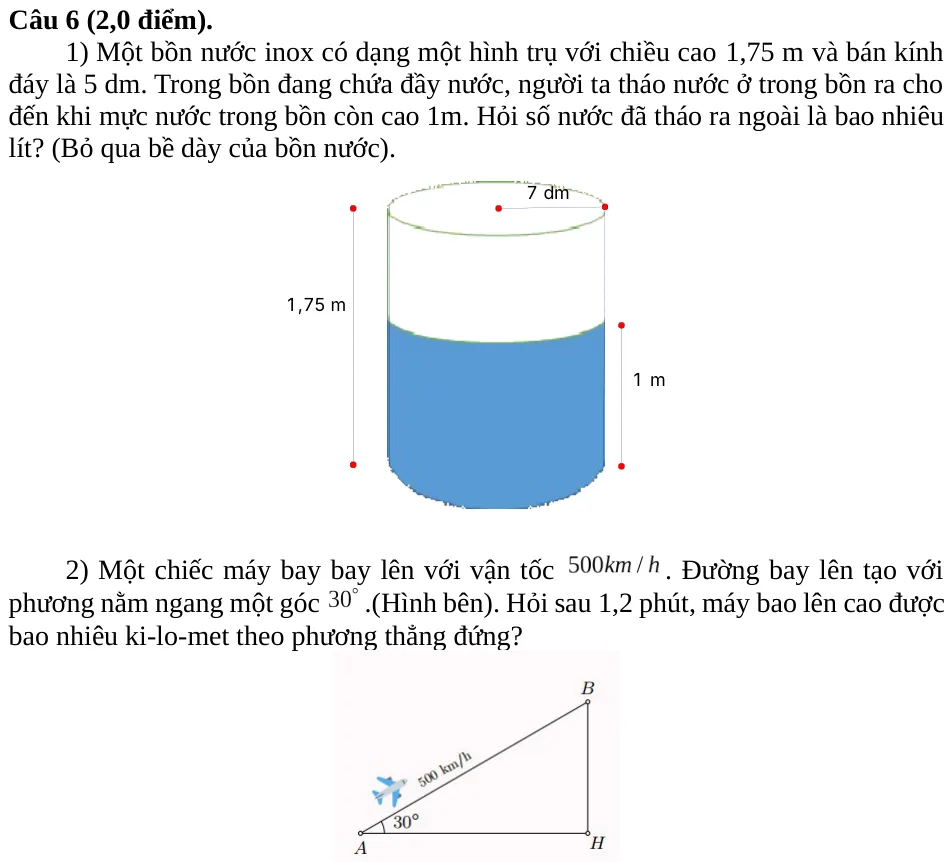 Câu 6 (2,0 điểm).
1) Một bồn nước inox có dạng một hình trụ với chiều cao 1,75 m và bán kính
đáy là 5 dm. Trong bồn đang chứa đầy nước, người ta tháo nước ở trong bồn ra cho
đến khi mực nước trong bồn còn cao 1m. Hỏi số nước đã tháo ra ngoài là bao nhiêu
lít? (Bỏ qua bề dày của bồn nước).
7 dm
1,75 m
1 m
2) Một chiếc máy bay bay lên với vận tốc 500km / h . Đường bay lên tạo với
phương nằm ngang một góc 30° .(Hình bên). Hỏi sau 1,2 phút, máy bao lên cao được
bao nhiêu ki-lo-met theo phương thẳng đứng?
B
500 km/h
30°
A
H